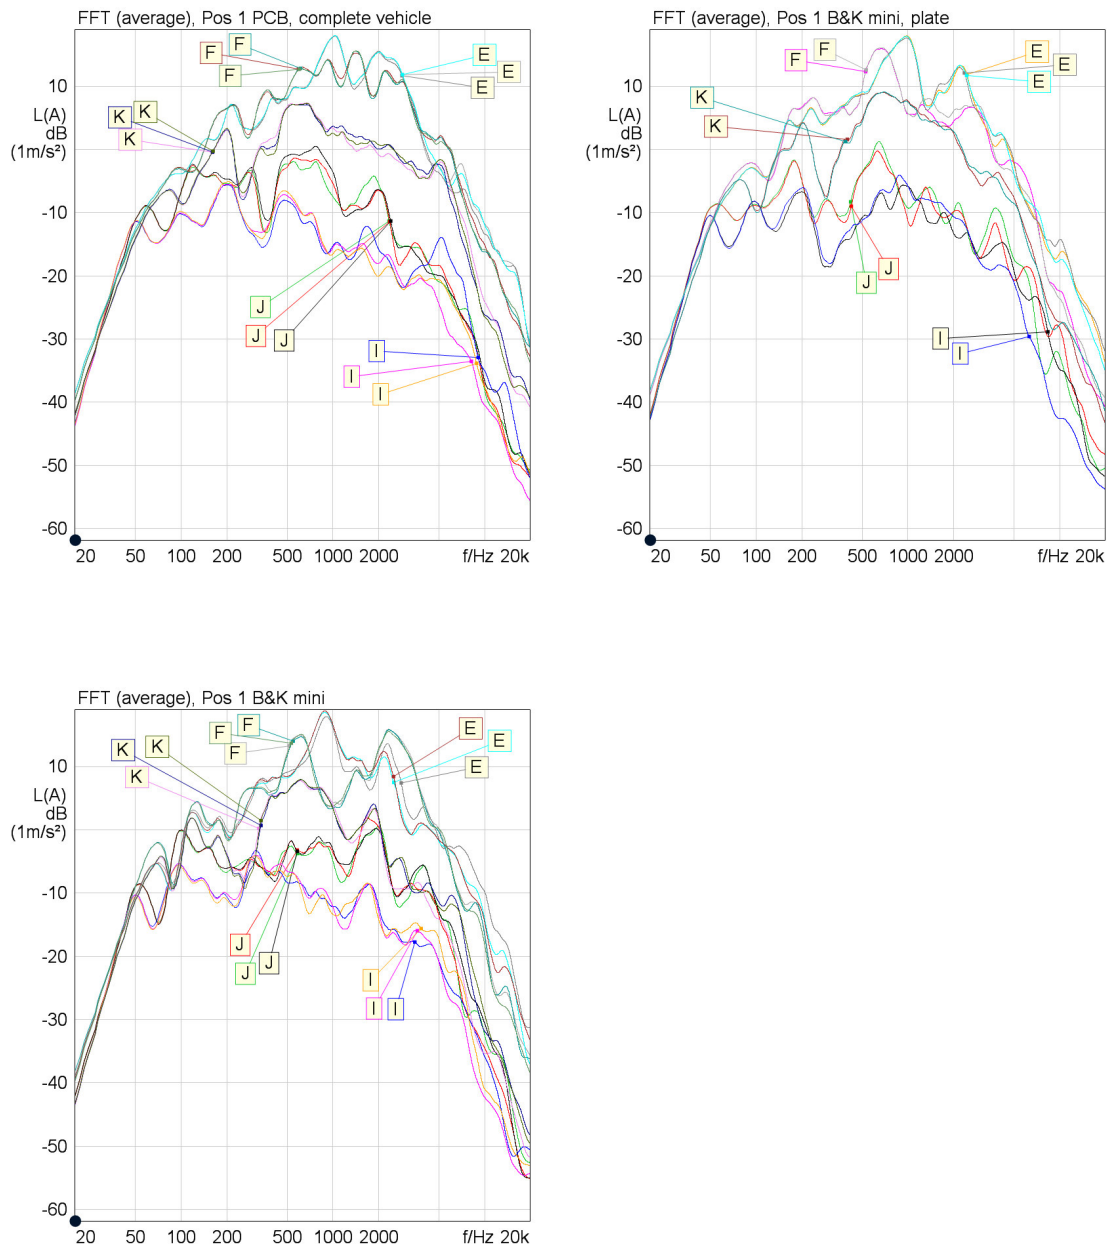 FFT (average), Pos 1 PCB, complete vehicle
10
L(A)
dB
(1m/s²)
-10
-20
-30
-40
-50
-60
20 50 100 200 500 1000 2000 f/Hz 20k
F
F
F
E
E
E
K
K
K
J
J
J
I
I
I
FFT (average), Pos 1 B&K mini, plate
10
L(A)
dB
(1m/s²)
-10
-20
-30
-40
-50
-60
20 50 100 200 500 1000 2000 f/Hz 20k
F
F
E
E
E
K
K
J
J
I
I
FFT (average), Pos 1 B&K mini
10
L(A)
dB
(1m/s²)
-10
-20
-30
-40
-50
-60
20 50 100 200 500 1000 2000 f/Hz 20k
F
F
F
E
E
E
K
K
K
J
J
J
I
I
I